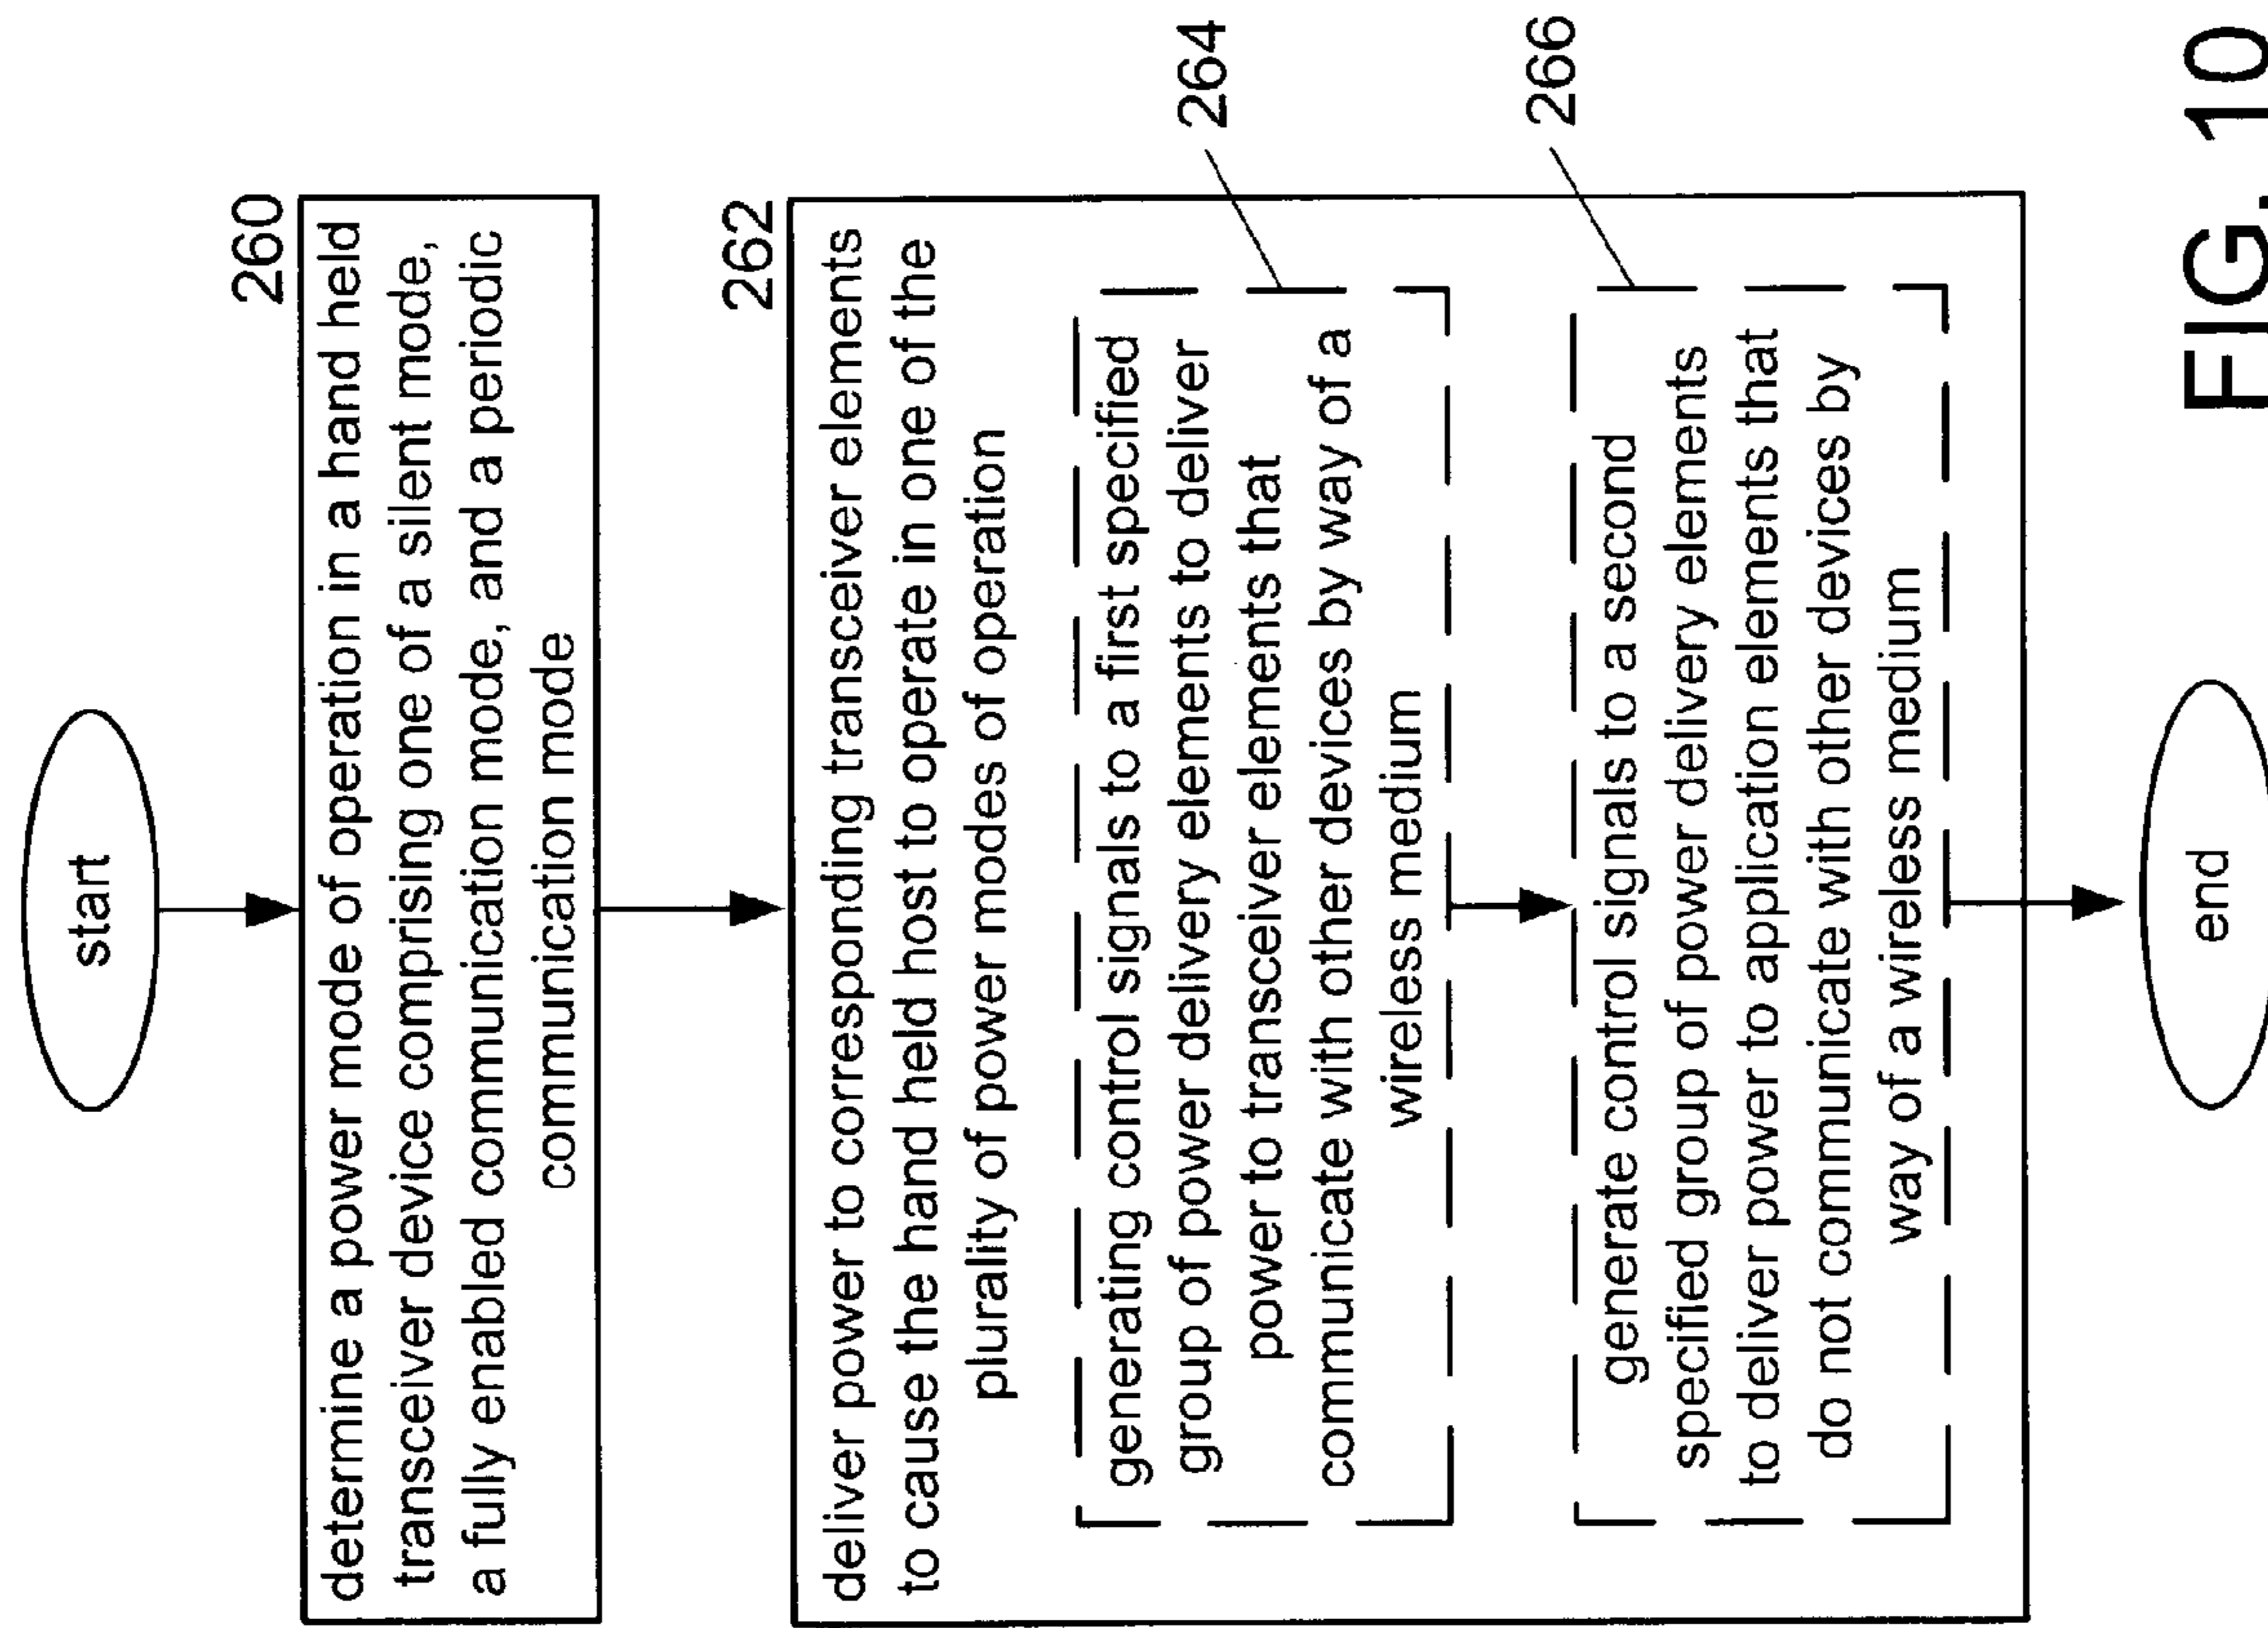 start
260
determine a power mode of operation in a hand held
transceiver device comprising one of a silent mode,
a fully enabled communication mode, and a periodic
communication mode
262
deliver power to corresponding transceiver elements
to cause the hand held host to operate in one of the
plurality of power modes of operation
264
generating control signals to a first specified
group of power delivery elements to deliver
power to transceiver elements that
communicate with other devices by way of a
wireless medium
266
generate control signals to a second
specified group of power delivery elements
to deliver power to application elements that
do not communicate with other devices by
way of a wireless medium
end
FIG. 10